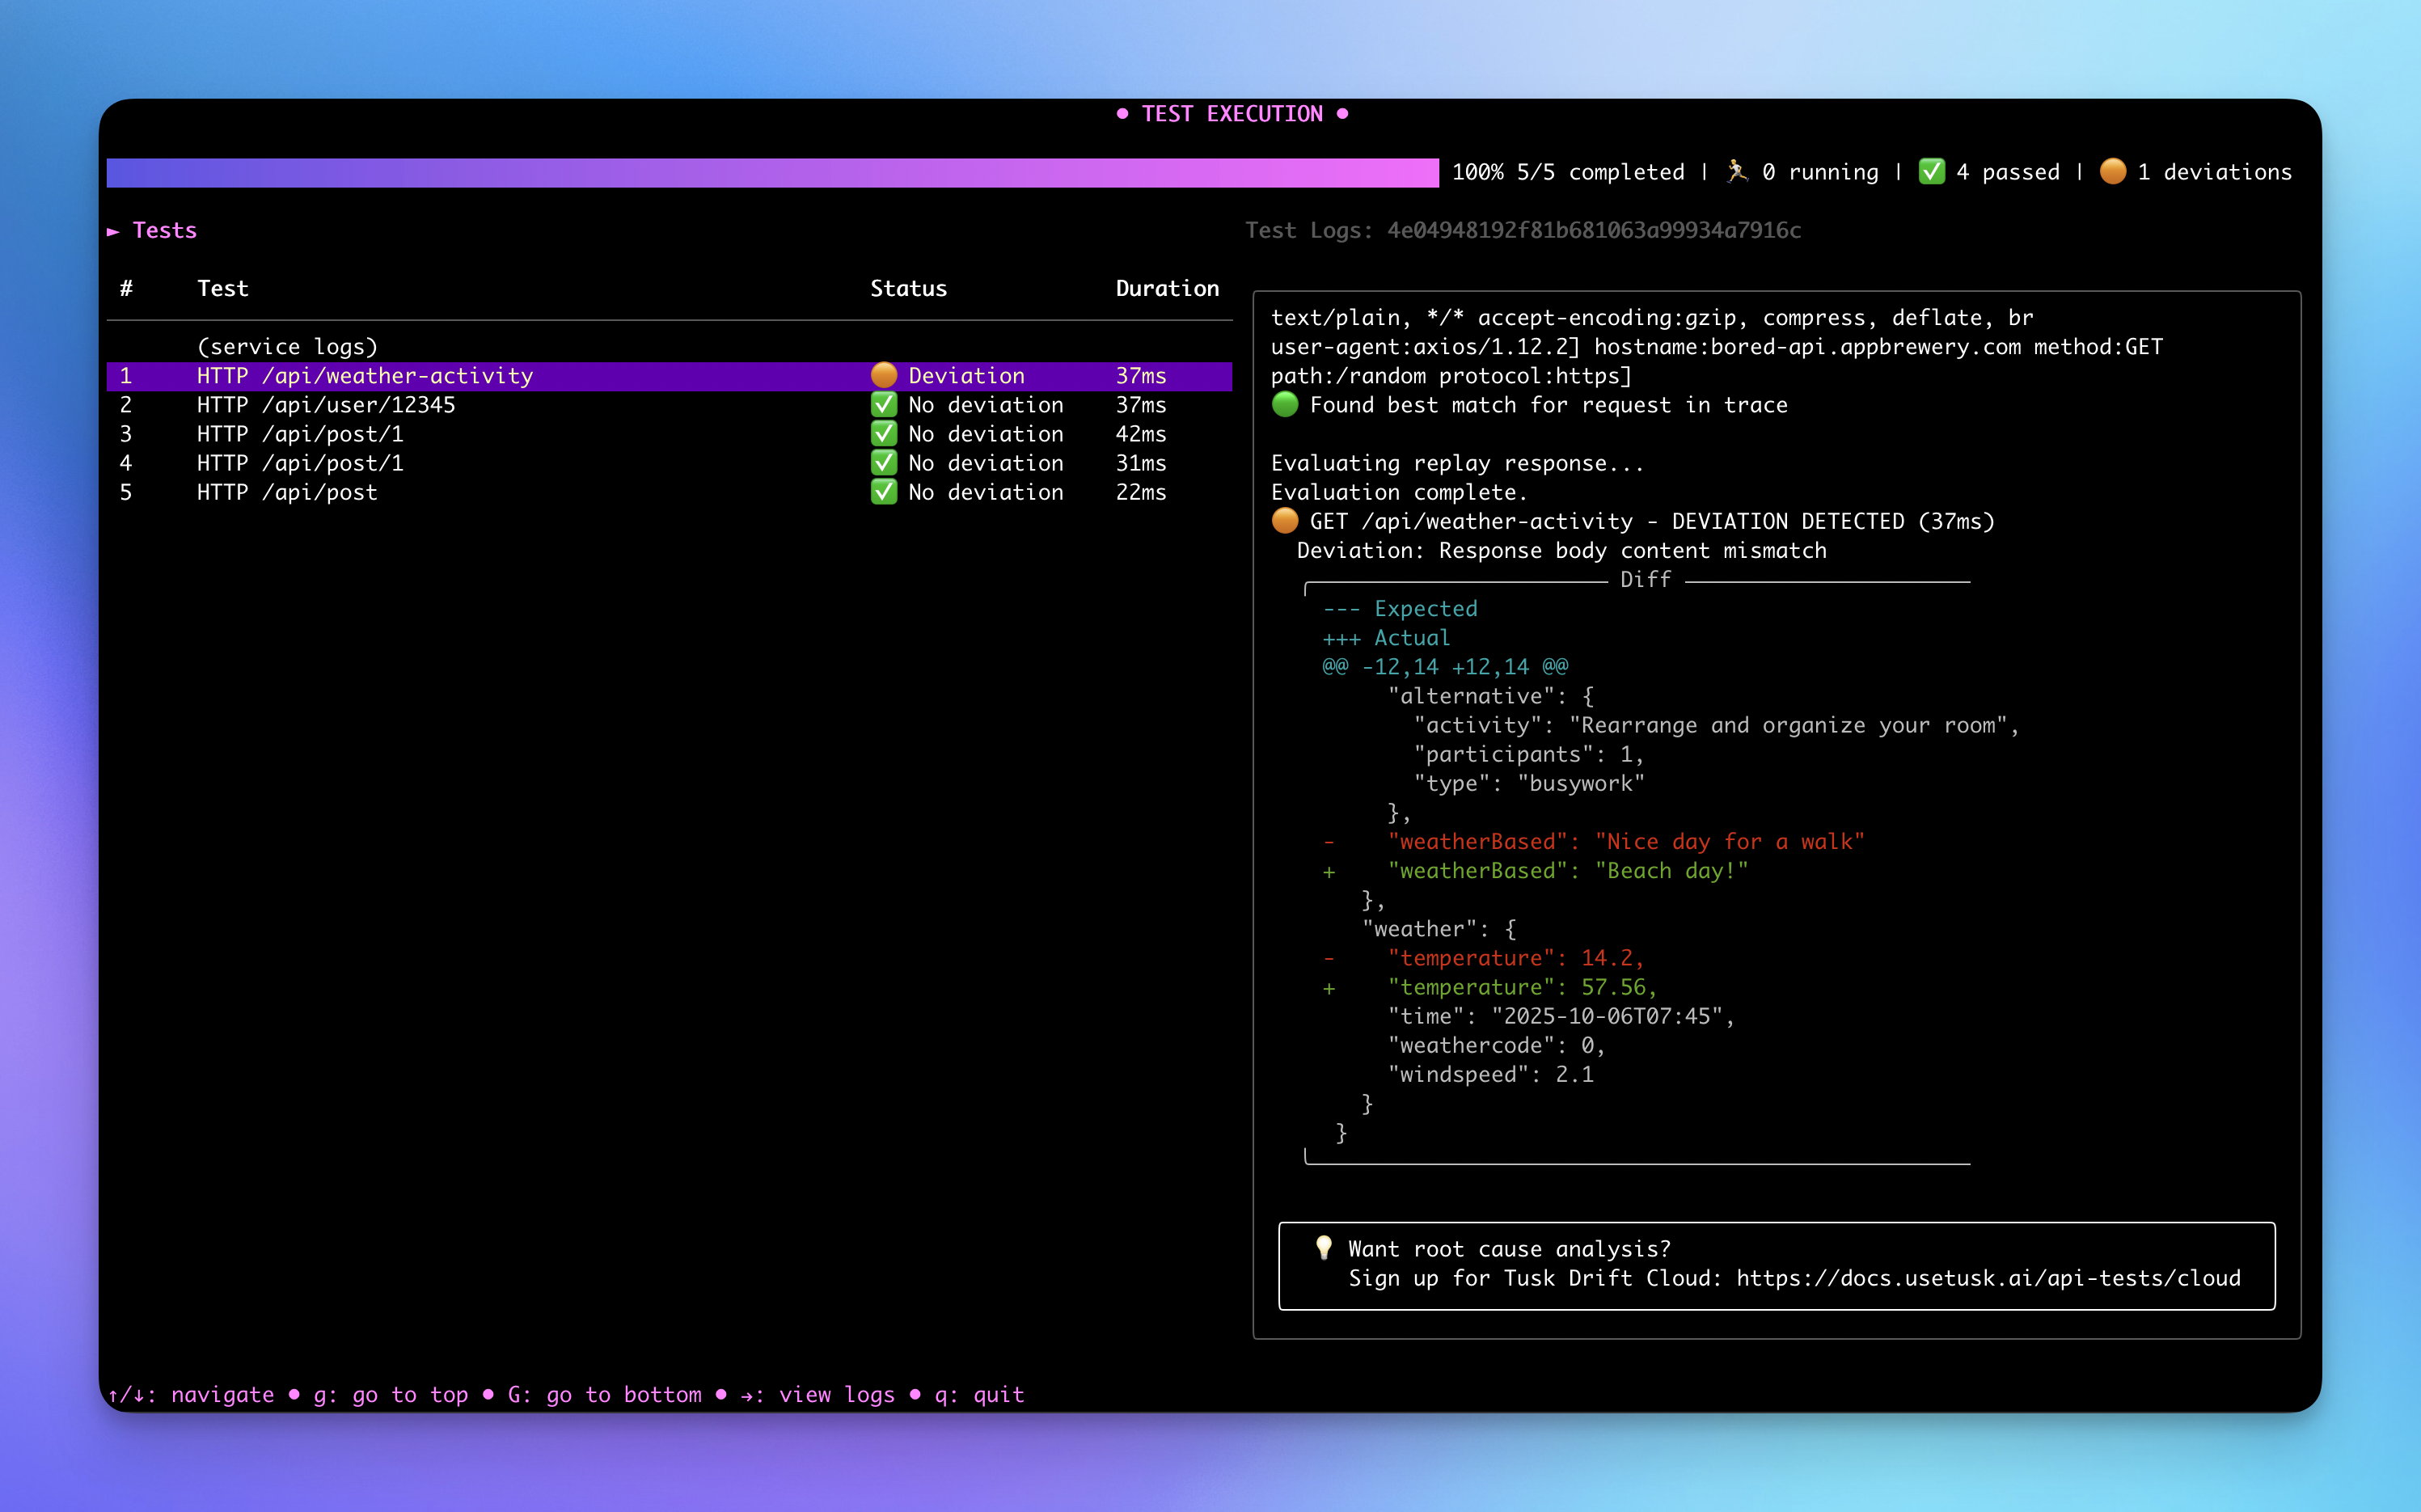 ● TEST EXECUTION ●
100% 5/5 completed | 🏃 0 running | ✅ 4 passed | 🟠 1 deviations
► Tests
# Test Status Duration
(service logs)
1 HTTP /api/weather-activity 🟠 Deviation 37ms
2 HTTP /api/user/12345 ✅ No deviation 37ms
3 HTTP /api/post/1 ✅ No deviation 42ms
4 HTTP /api/post/1 ✅ No deviation 31ms
5 HTTP /api/post ✅ No deviation 22ms
Test Logs: 4e04948192f81b681063a99934a7916c
text/plain, */* accept-encoding:gzip, compress, deflate, br
user-agent:axios/1.12.2] hostname:bored-api.appbrewery.com method:GET
path:/random protocol:https]
🟢 Found best match for request in trace
Evaluating replay response...
Evaluation complete.
🟠 GET /api/weather-activity - DEVIATION DETECTED (37ms)
Deviation: Response body content mismatch
Diff
--- Expected
+++ Actual
@@ -12,14 +12,14 @@
"alternative": {
"activity": "Rearrange and organize your room",
"participants": 1,
"type": "busywork"
},
- "weatherBased": "Nice day for a walk"
+ "weatherBased": "Beach day!"
},
"weather": {
- "temperature": 14.2,
+ "temperature": 57.56,
"time": "2025-10-06T07:45",
"weathercode": 0,
"windspeed": 2.1
}
}
💡 Want root cause analysis?
Sign up for Tusk Drift Cloud: https://docs.usetusk.ai/api-tests/cloud
↑/↓: navigate ● g: go to top ● G: go to bottom ● →: view logs ● q: quit